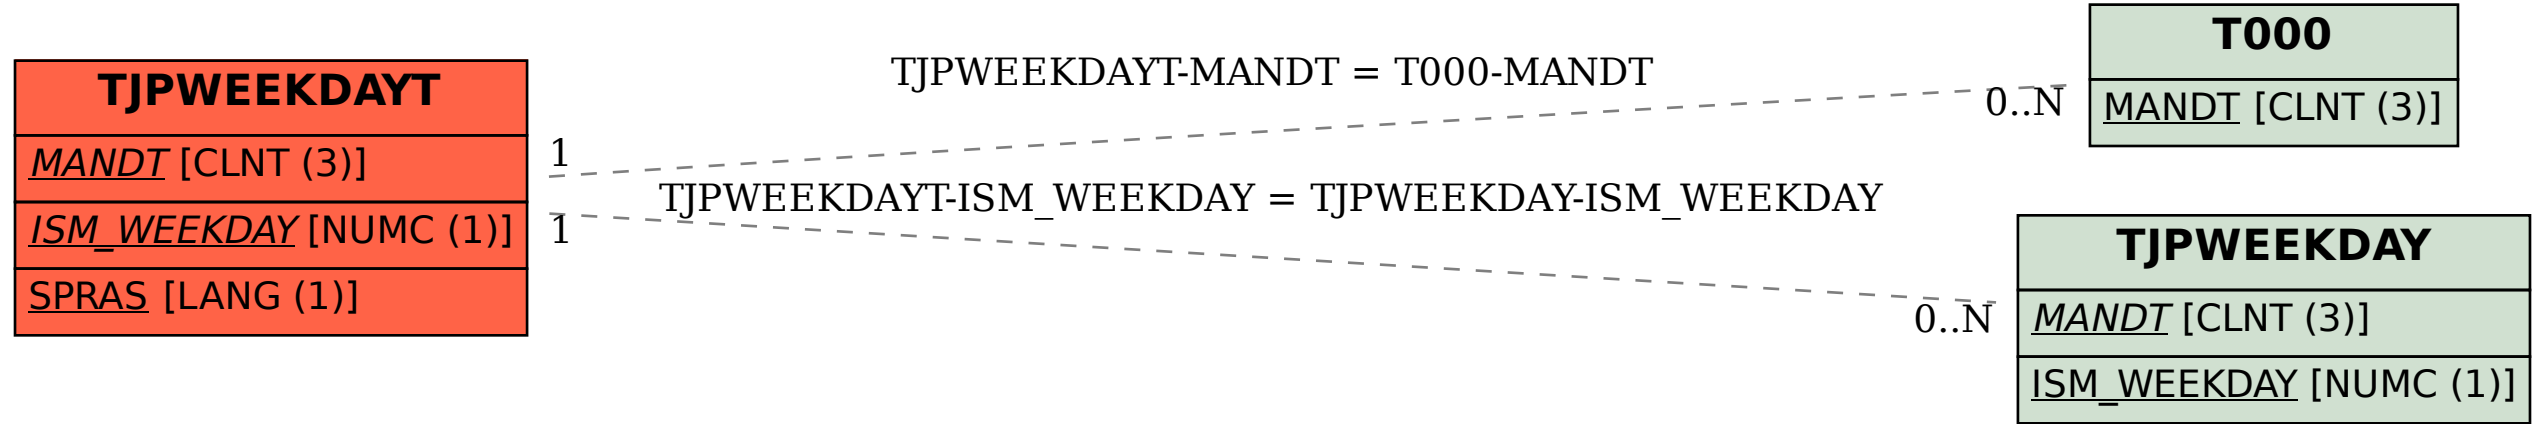 TJPWEEKDAYT
MANDT [CLNT (3)]
ISM_WEEKDAY [NUMC (1)]
SPRAS [LANG (1)]
TJPWEEKDAYT-MANDT = T000-MANDT
1
0..N
TJPWEEKDAYT-ISM_WEEKDAY = TJPWEEKDAY-ISM_WEEKDAY
1
0..N
T000
MANDT [CLNT (3)]
TJPWEEKDAY
MANDT [CLNT (3)]
ISM_WEEKDAY [NUMC (1)]